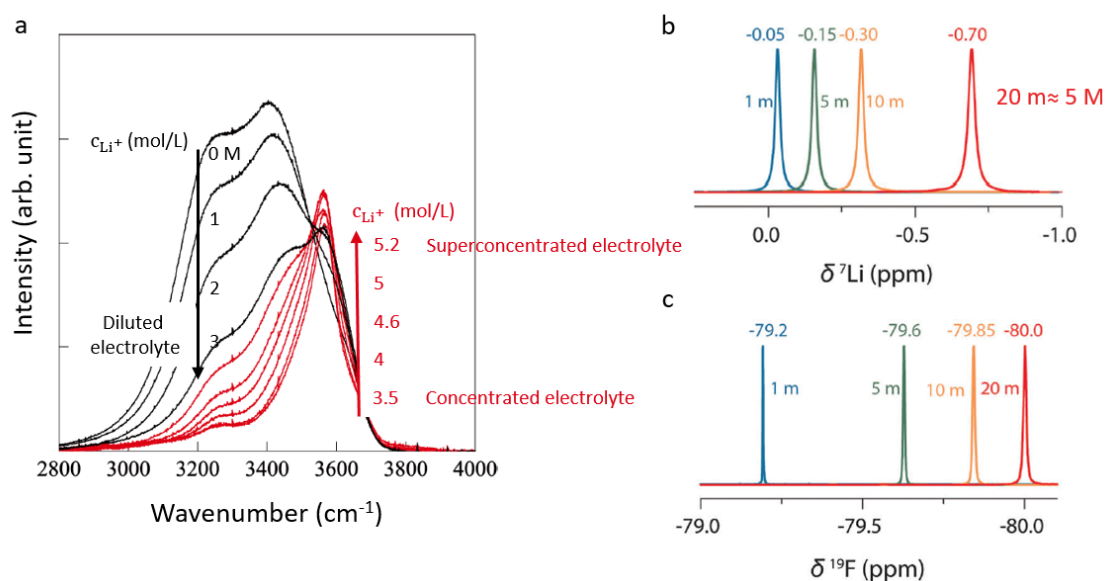 a
Intensity (arb. unit)
c_Li⁺ (mol/L)
0 M
1
2
3
Diluted
electrolyte
c_Li⁺ (mol/L)
5.2 Superconcentrated electrolyte
5
4.6
4
3.5 Concentrated electrolyte
2800 3000 3200 3400 3600 3800 4000
Wavenumber (cm⁻¹)
b
-0.05 -0.15 -0.30 -0.70
1 m 5 m 10 m 20 m≈ 5 M
0.0 -0.5 -1.0
δ ⁷Li (ppm)
c
-79.2 -79.6 -79.85 -80.0
1 m 5 m 10 m 20 m
-79.0 -79.5 -80.0
δ ¹⁹F (ppm)